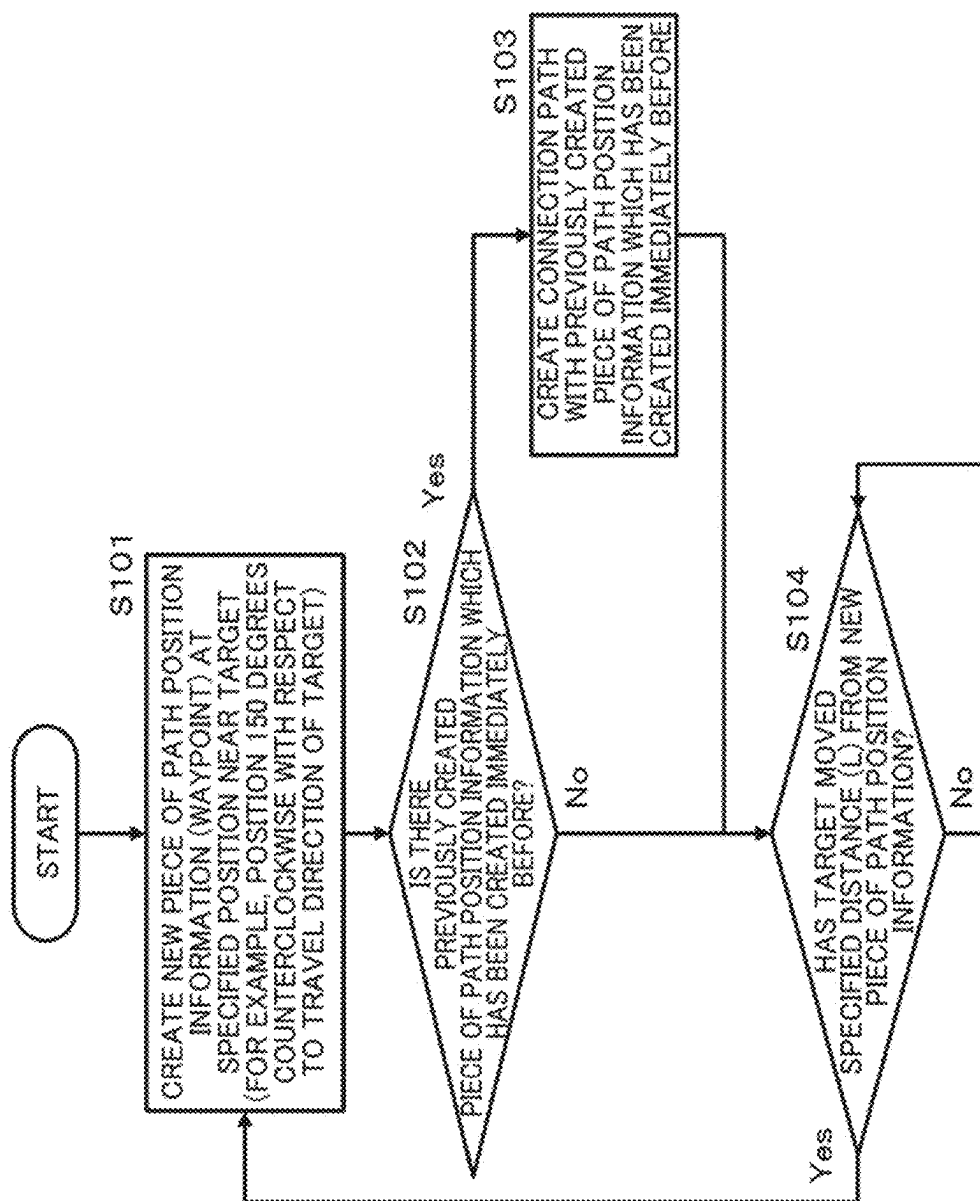 START
S101
CREATE NEW PIECE OF PATH POSITION
INFORMATION (WAYPOINT) AT
SPECIFIED POSITION NEAR TARGET
(FOR EXAMPLE, POSITION 150 DEGREES
COUNTERCLOCKWISE WITH RESPECT
TO TRAVEL DIRECTION OF TARGET)
S102
IS THERE
PREVIOUSLY CREATED
PIECE OF PATH POSITION INFORMATION WHICH
HAS BEEN CREATED IMMEDIATELY
BEFORE?
Yes
No
S103
CREATE CONNECTION PATH
WITH PREVIOUSLY CREATED
PIECE OF PATH POSITION
INFORMATION WHICH HAS BEEN
CREATED IMMEDIATELY BEFORE
S104
HAS TARGET MOVED
SPECIFIED DISTANCE (L) FROM NEW
PIECE OF PATH POSITION
INFORMATION?
Yes
No